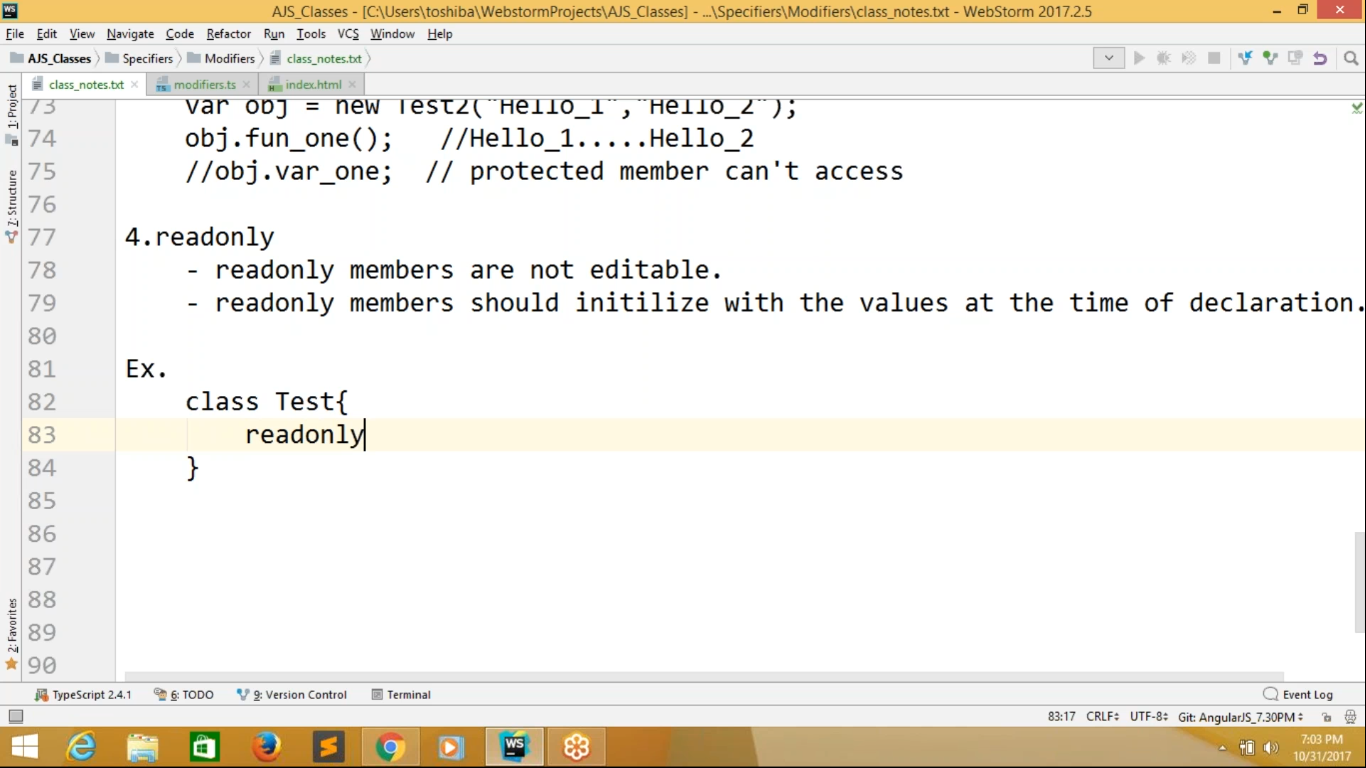 AJS_Classes - [C:\Users\toshiba\WebstormProjects\AJS_Classes] - ...\Specifiers\Modifiers\class_notes.txt - WebStorm 2017.2.5
File Edit View Navigate Code Refactor Run Tools VCS Window Help
AJS_Classes Specifiers Modifiers class_notes.txt
class_notes.txt modifiers.ts index.html
1: Project
7: Structure
2: Favorites
73 var obj = new Test2("Hello_1","Hello_2");
74 obj.fun_one(); //Hello_1.....Hello_2
75 //obj.var_one; // protected member can't access
76
77 4.readonly
78 - readonly members are not editable.
79 - readonly members should initilize with the values at the time of declaration.
80
81 Ex.
82 class Test{
83 readonly
84 }
85
86
87
88
89
90
TypeScript 2.4.1 6: TODO 9: Version Control Terminal Event Log
83:17 CRLF UTF-8 Git: AngularJS_7.30PM
WS
7:03 PM
10/31/2017